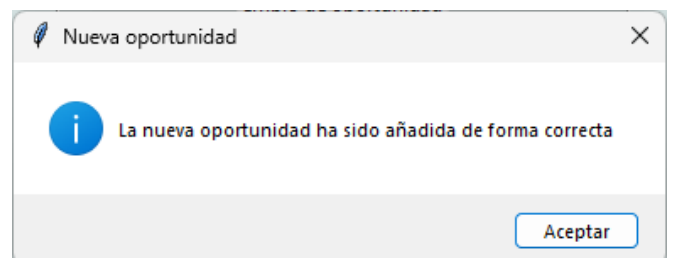 Nueva oportunidad
La nueva oportunidad ha sido añadida de forma correcta
Aceptar